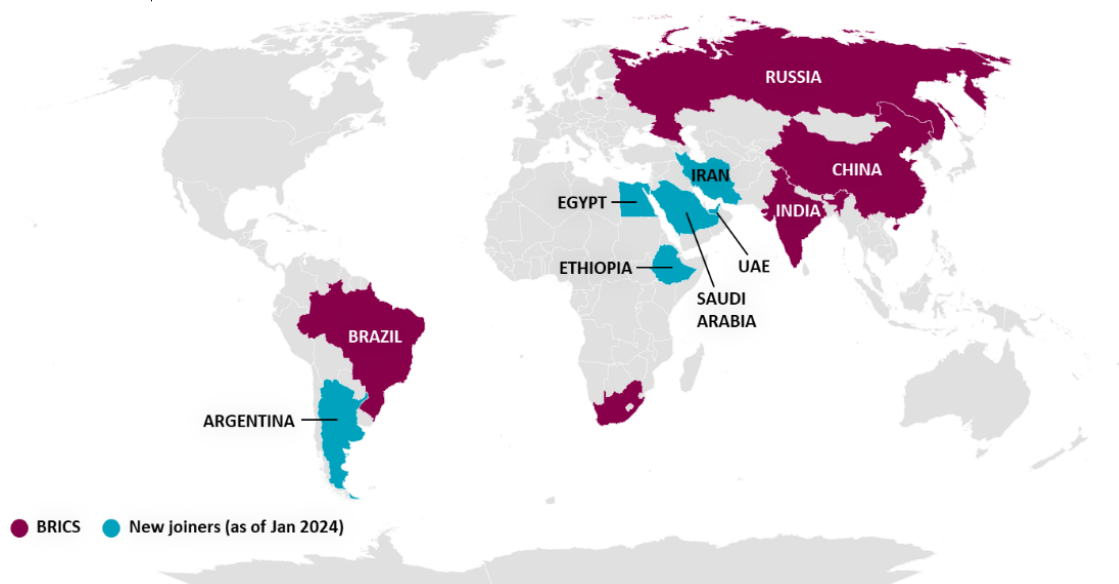 RUSSIA
CHINA
IRAN
INDIA
EGYPT
UAE
ETHIOPIA
SAUDI
ARABIA
BRAZIL
ARGENTINA
BRICS
New joiners (as of Jan 2024)